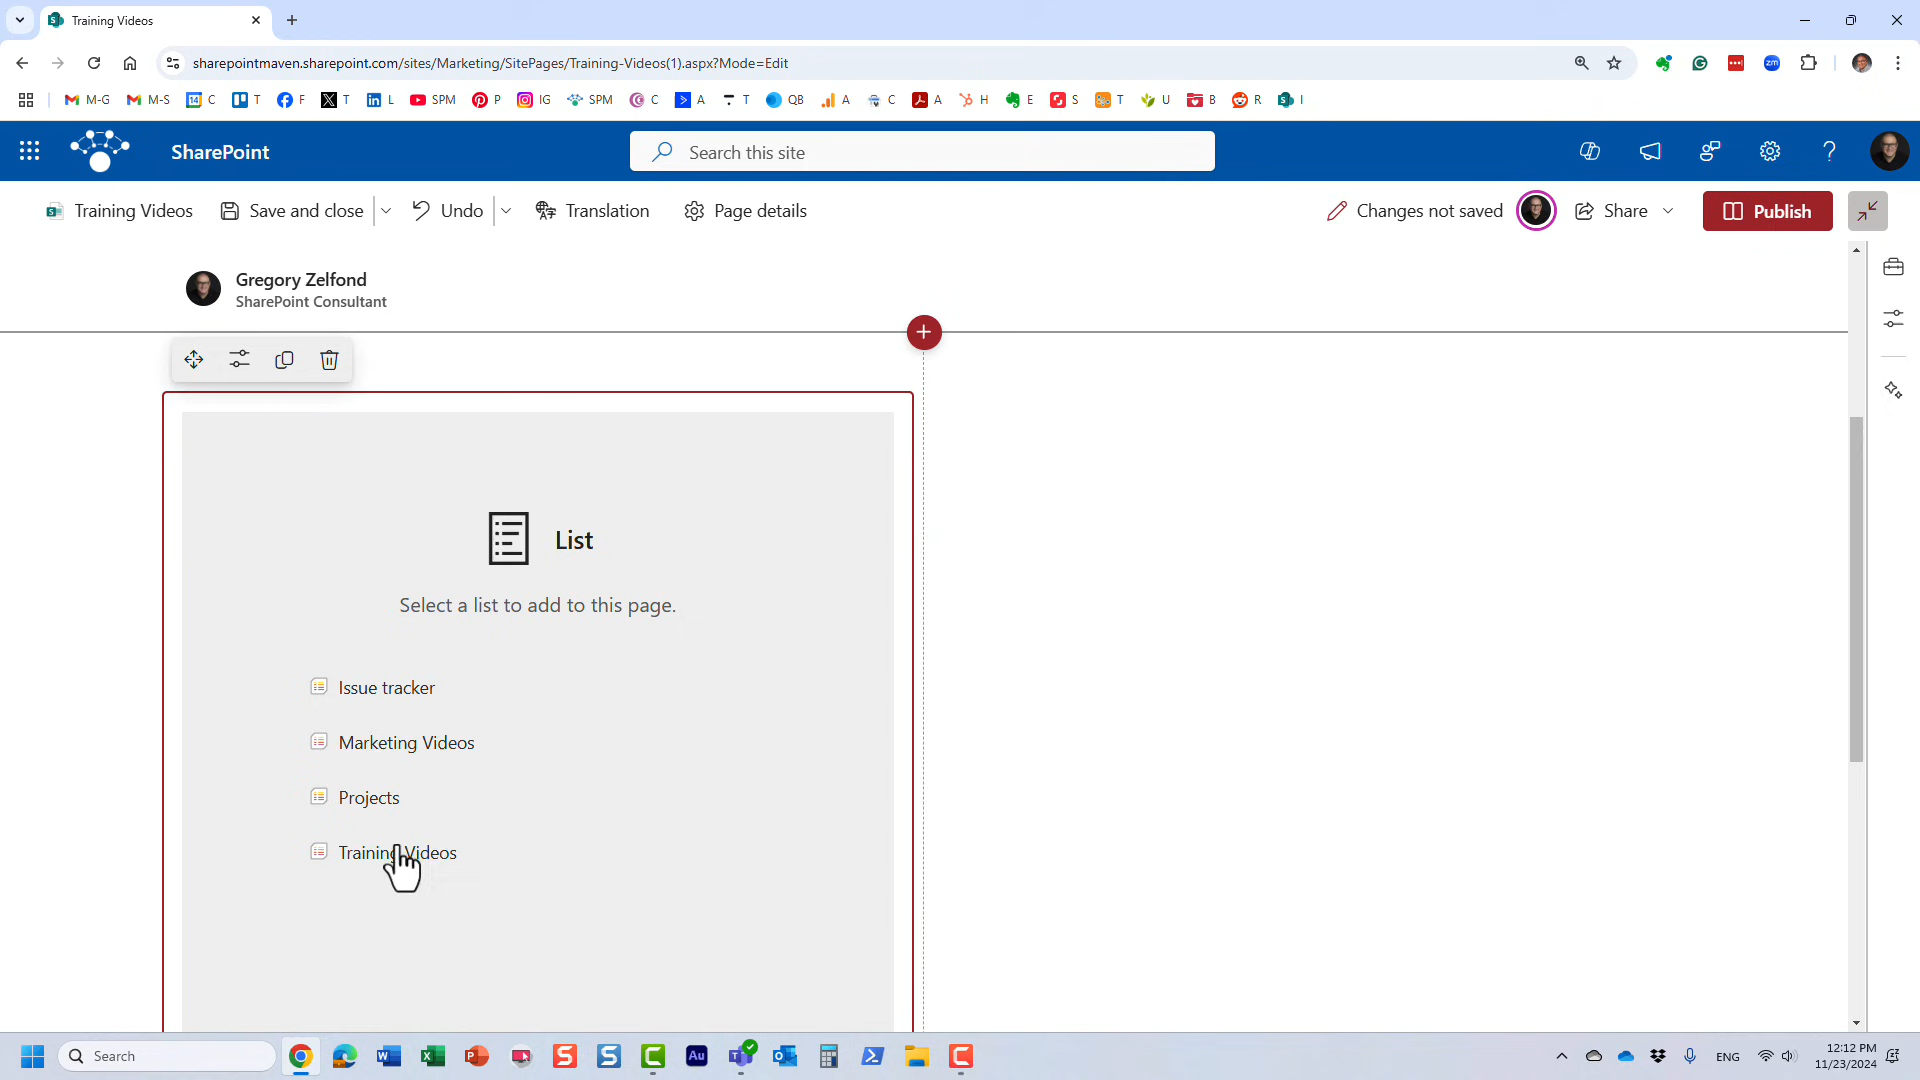 Training Videos
sharepointmaven.sharepoint.com/sites/Marketing/SitePages/Training-Videos(1).aspx?Mode=Edit
M-G M-S C T F T L SPM P IG SPM C A T QB A C A H E S T U B R I
SharePoint
Search this site
Training Videos Save and close Undo Translation Page details Changes not saved Share Publish
Gregory Zelfond
SharePoint Consultant
List
Select a list to add to this page.
Issue tracker
Marketing Videos
Projects
Training Videos
Search
ENG
12:12 PM
11/23/2024